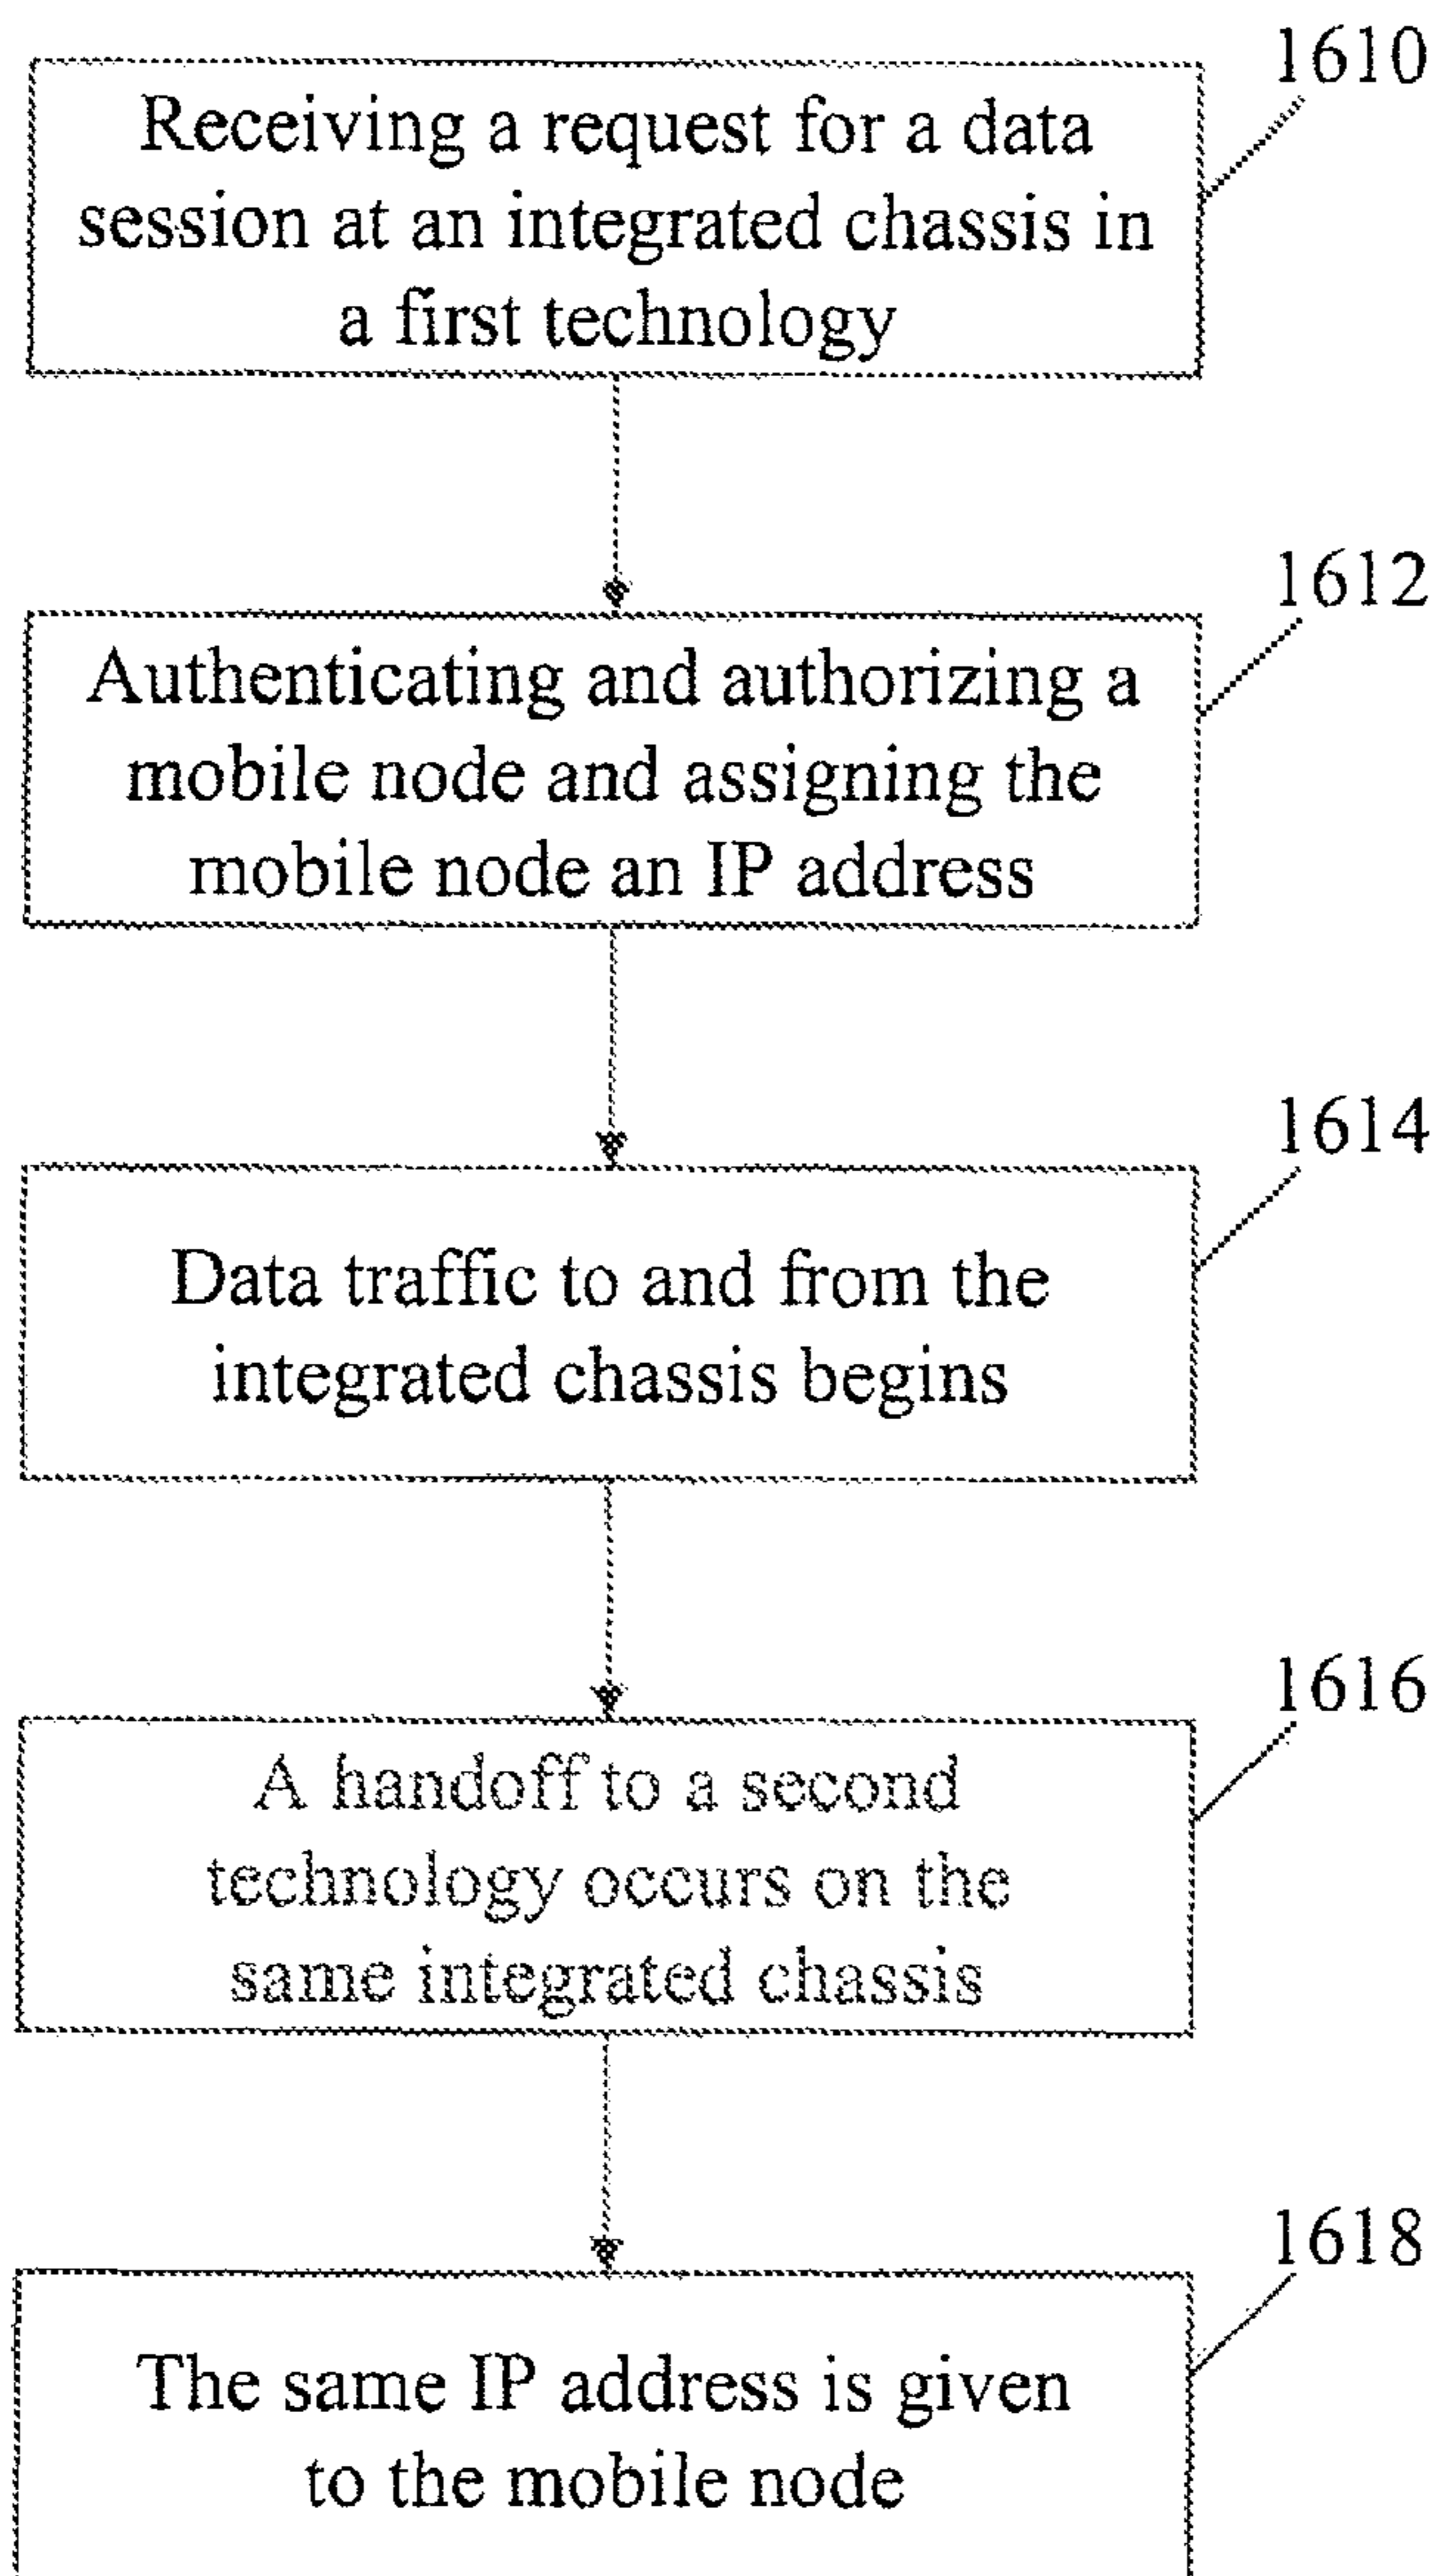 1610
Receiving a request for a data
session at an integrated chassis in
a first technology
1612
Authenticating and authorizing a
mobile node and assigning the
mobile node an IP address
1614
Data traffic to and from the
integrated chassis begins
1616
A handoff to a second
technology occurs on the
same integrated chassis
1618
The same IP address is given
to the mobile node